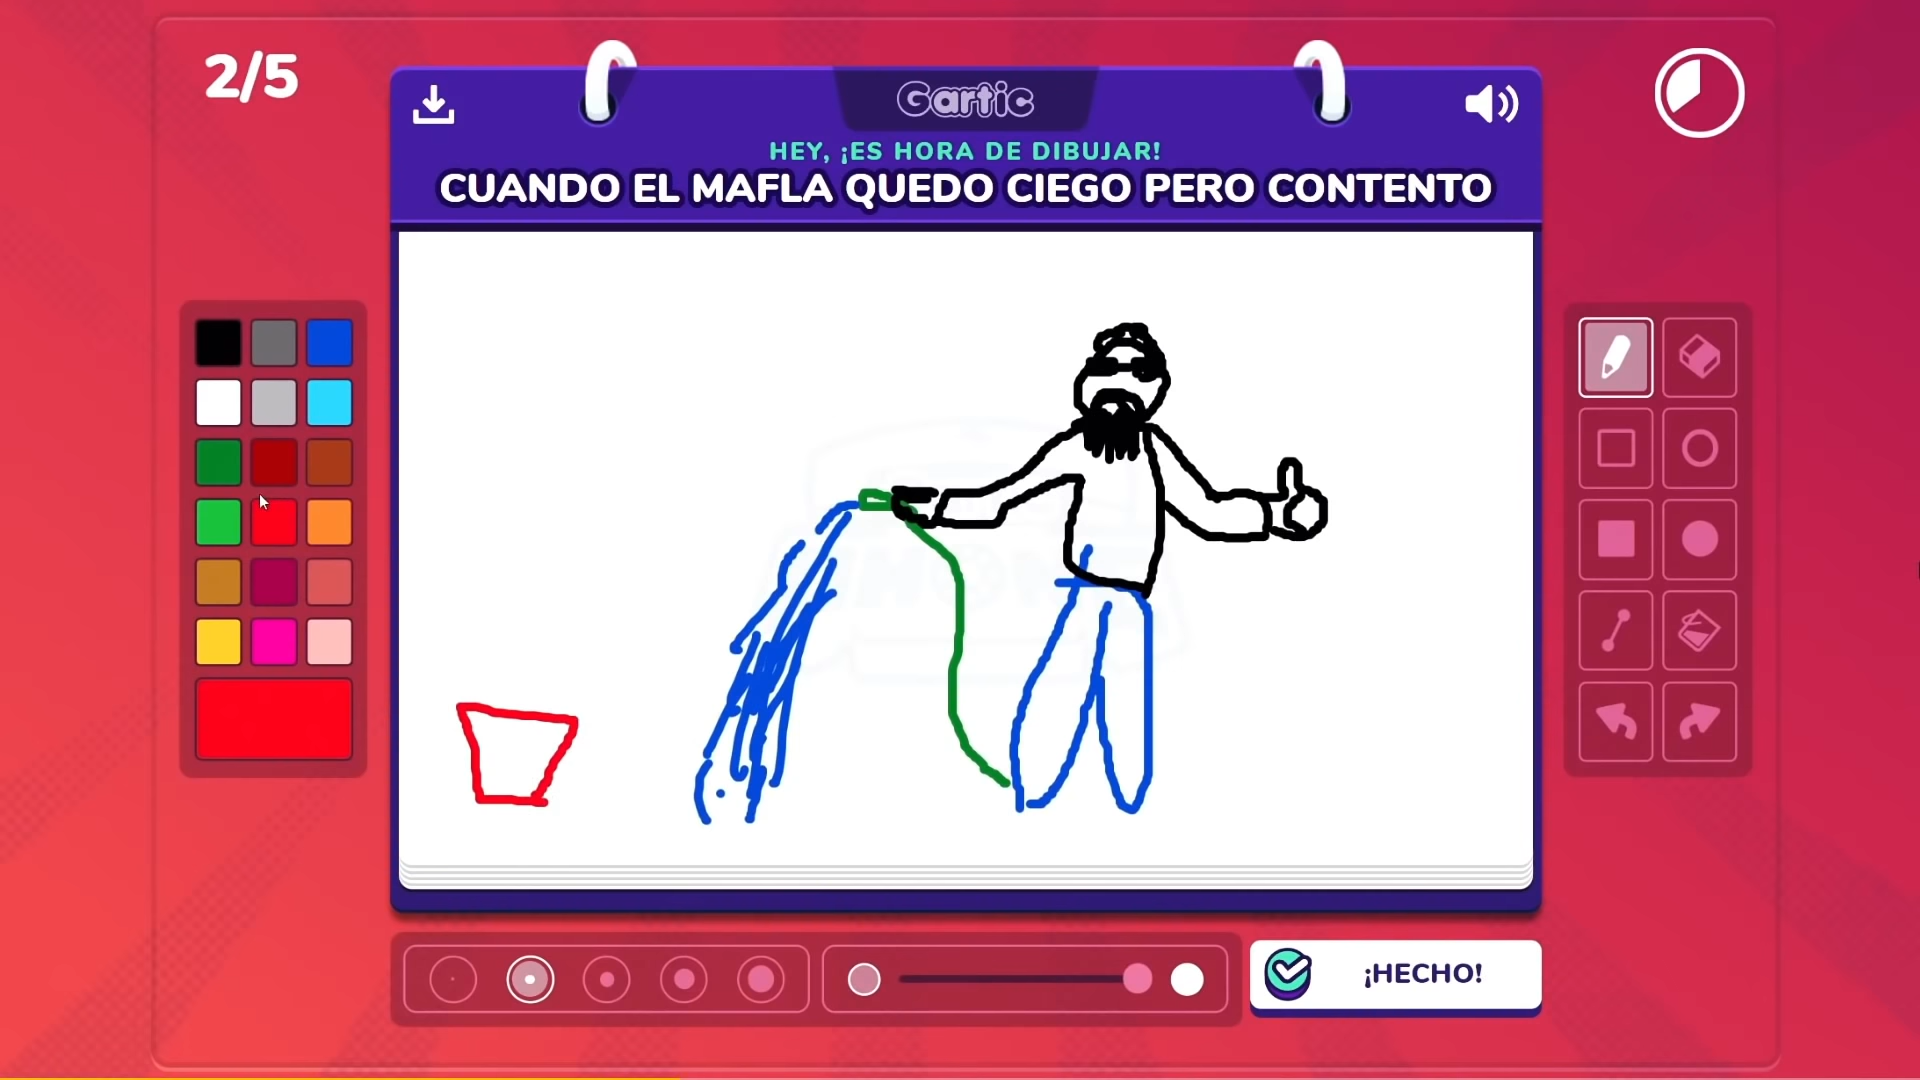 2/5
Gartic
HEY, ¡ES HORA DE DIBUJAR!
CUANDO EL MAFLA QUEDO CIEGO PERO CONTENTO
¡HECHO!